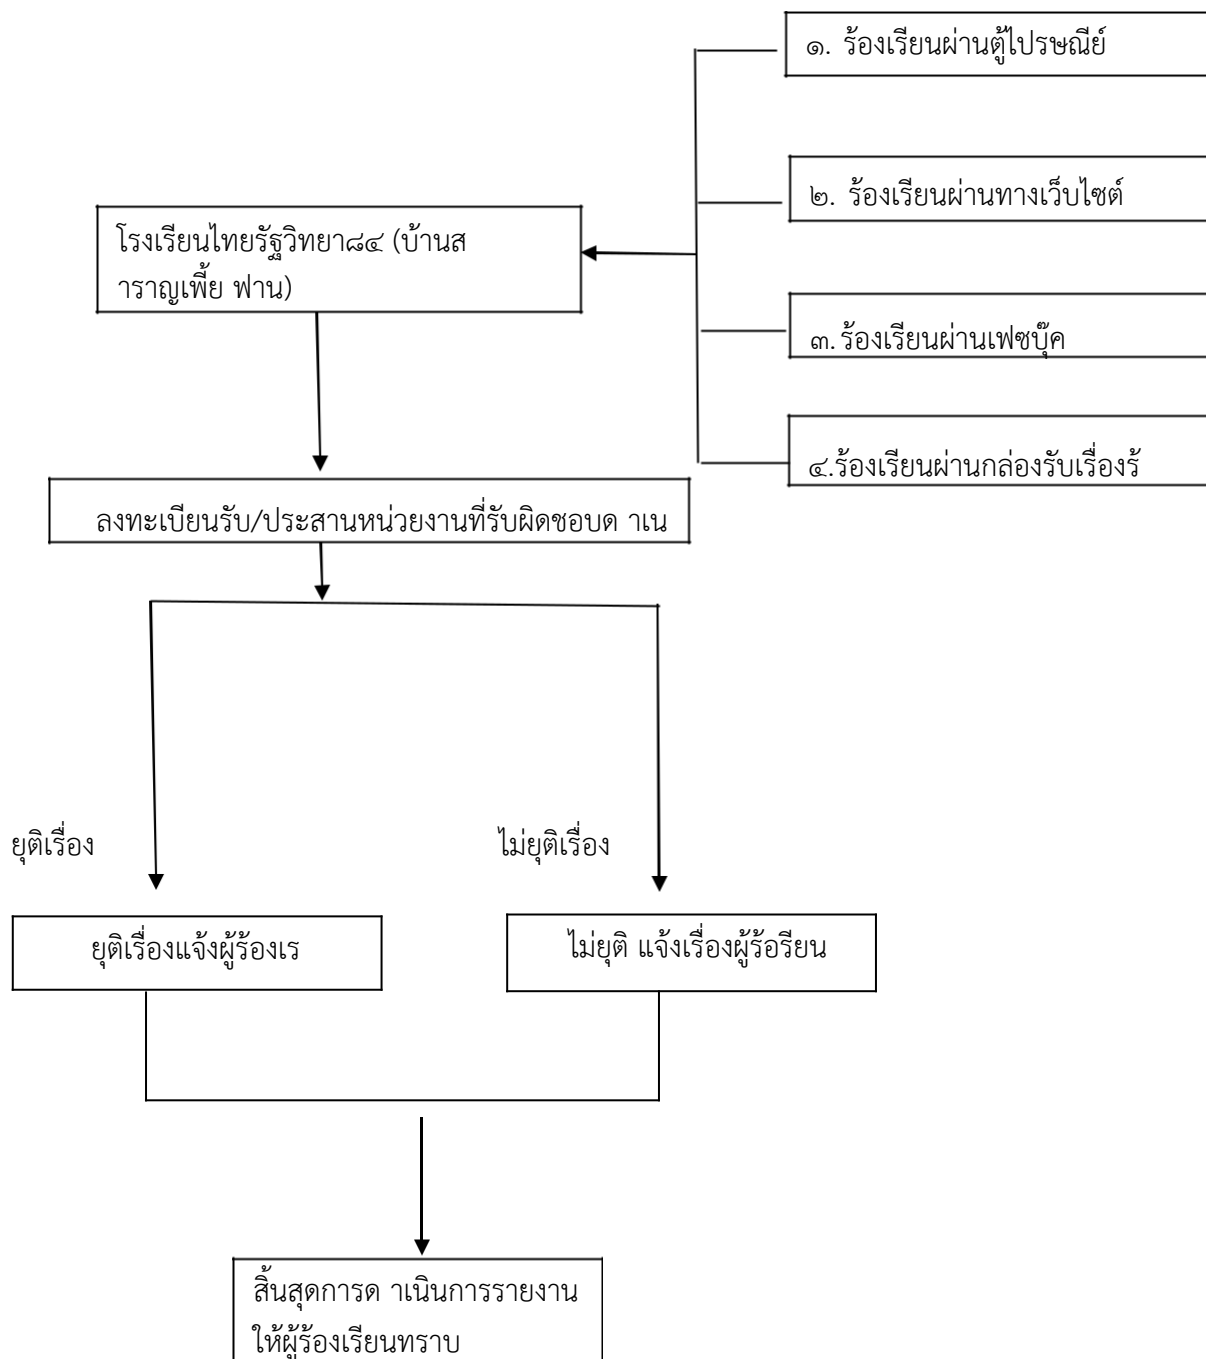 ๑. ร้องเรียนผ่านตู้ไปรษณีย์
๒. ร้องเรียนผ่านทางเว็บไซต์
โรงเรียนไทยรัฐวิทยา๘๔ (บ้านส
าราญเพี้ย ฟาน)
๓. ร้องเรียนผ่านเฟซบุ๊ค
๔.ร้องเรียนผ่านกล่องรับเรื่องร้
ลงทะเบียนรับ/ประสานหน่วยงานที่รับผิดชอบด าเน
ยุติเรื่อง
ไม่ยุติเรื่อง
ยุติเรื่องแจ้งผู้ร้องเร
ไม่ยุติ แจ้งเรื่องผู้ร้อรียน
สิ้นสุดการด าเนินการรายงาน
ให้ผู้ร้องเรียนทราบ